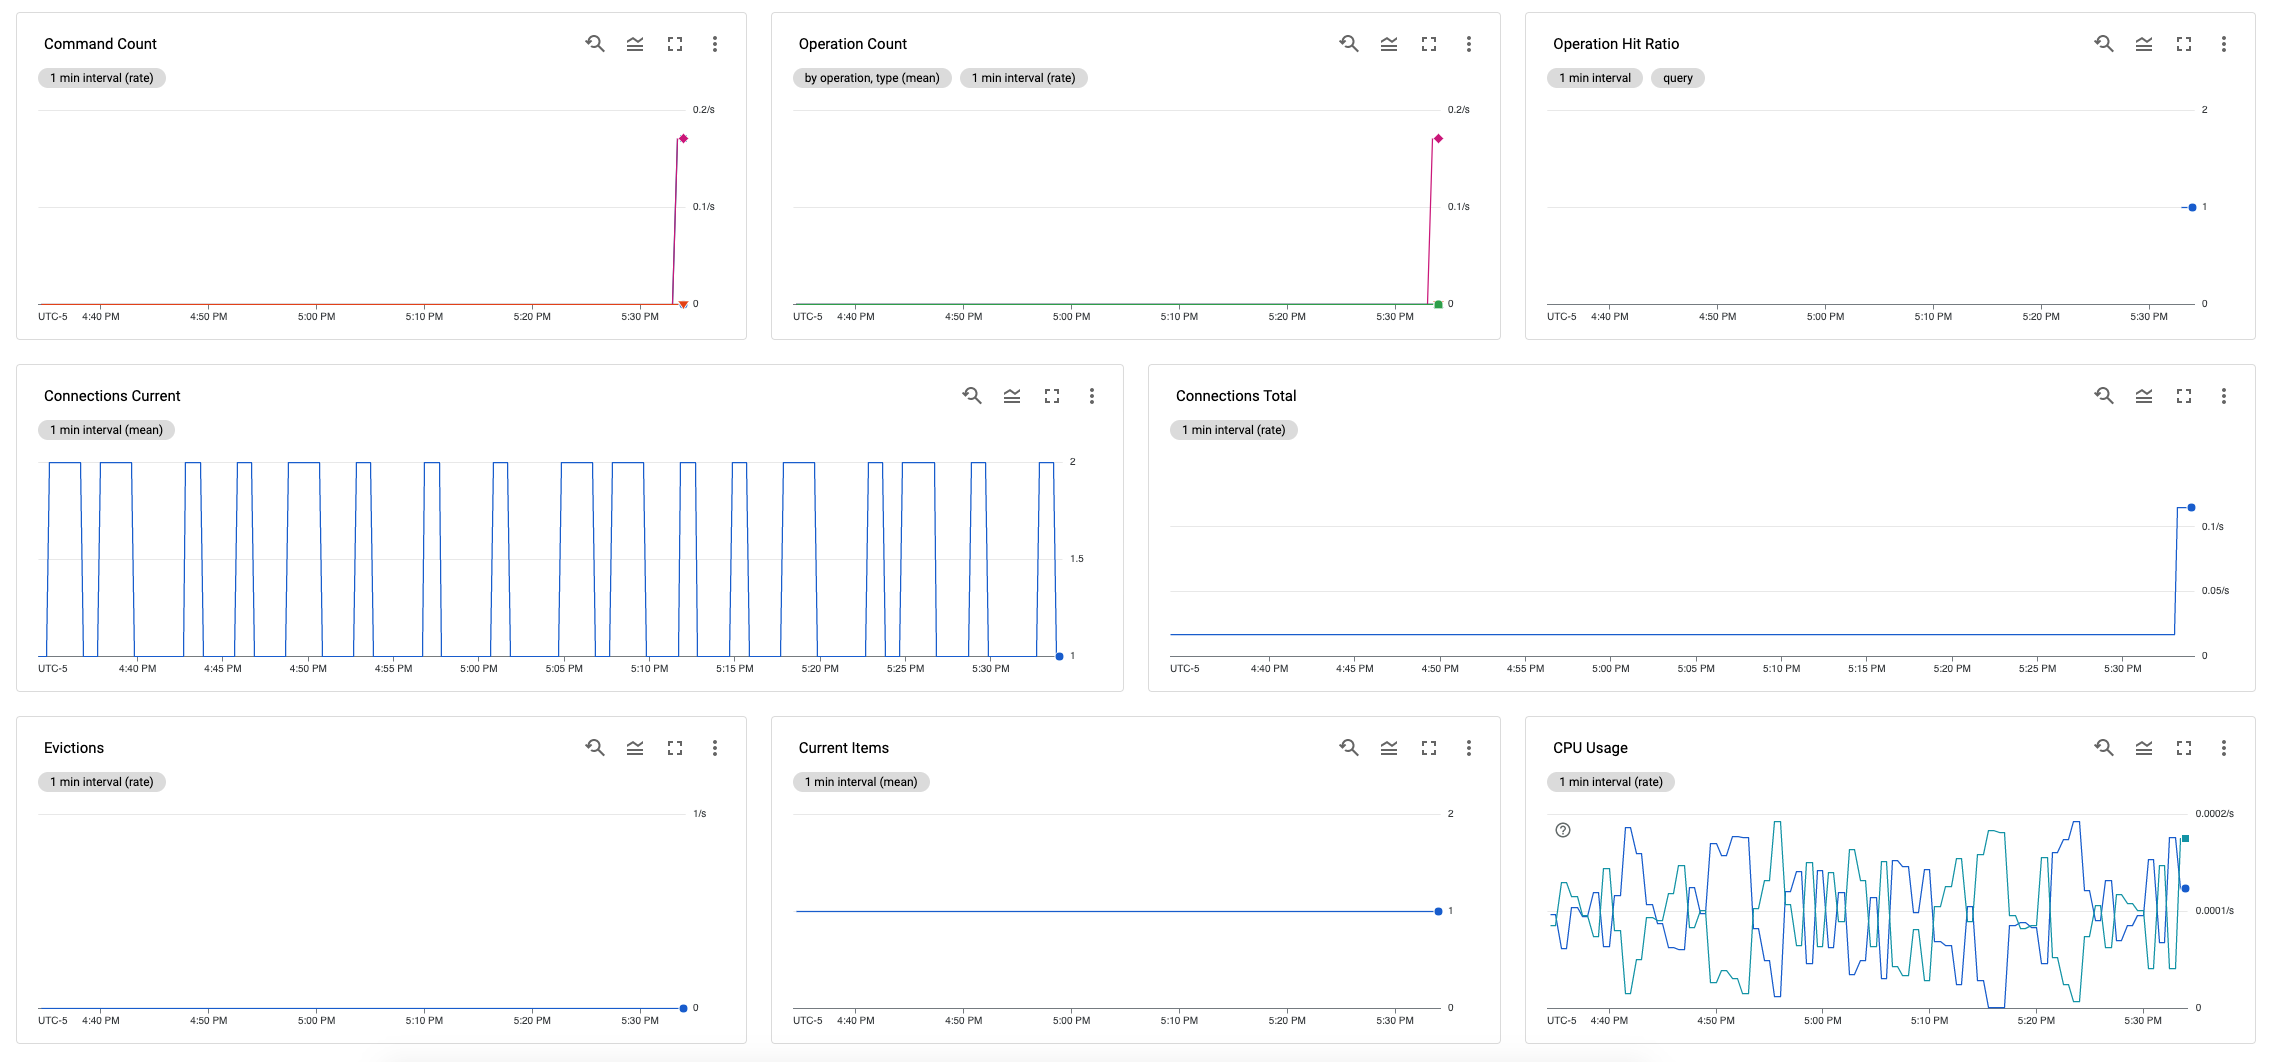 Command Count
1 min interval (rate)
0.2/s
0.1/s
0
UTC-5 4:40 PM 4:50 PM 5:00 PM 5:10 PM 5:20 PM 5:30 PM
Operation Count
by operation, type (mean) 1 min interval (rate)
0.2/s
0.1/s
0
UTC-5 4:40 PM 4:50 PM 5:00 PM 5:10 PM 5:20 PM 5:30 PM
Operation Hit Ratio
1 min interval query
2
1
0
UTC-5 4:40 PM 4:50 PM 5:00 PM 5:10 PM 5:20 PM 5:30 PM
Connections Current
1 min interval (mean)
2
1.5
1
UTC-5 4:40 PM 4:45 PM 4:50 PM 4:55 PM 5:00 PM 5:05 PM 5:10 PM 5:15 PM 5:20 PM 5:25 PM 5:30 PM
Connections Total
1 min interval (rate)
0.1/s
0.05/s
0
UTC-5 4:40 PM 4:45 PM 4:50 PM 4:55 PM 5:00 PM 5:05 PM 5:10 PM 5:15 PM 5:20 PM 5:25 PM 5:30 PM
Evictions
1 min interval (rate)
1/s
0
UTC-5 4:40 PM 4:50 PM 5:00 PM 5:10 PM 5:20 PM 5:30 PM
Current Items
1 min interval (mean)
2
1
0
UTC-5 4:40 PM 4:50 PM 5:00 PM 5:10 PM 5:20 PM 5:30 PM
CPU Usage
1 min interval (rate)
0.0002/s
0.0001/s
0
UTC-5 4:40 PM 4:50 PM 5:00 PM 5:10 PM 5:20 PM 5:30 PM